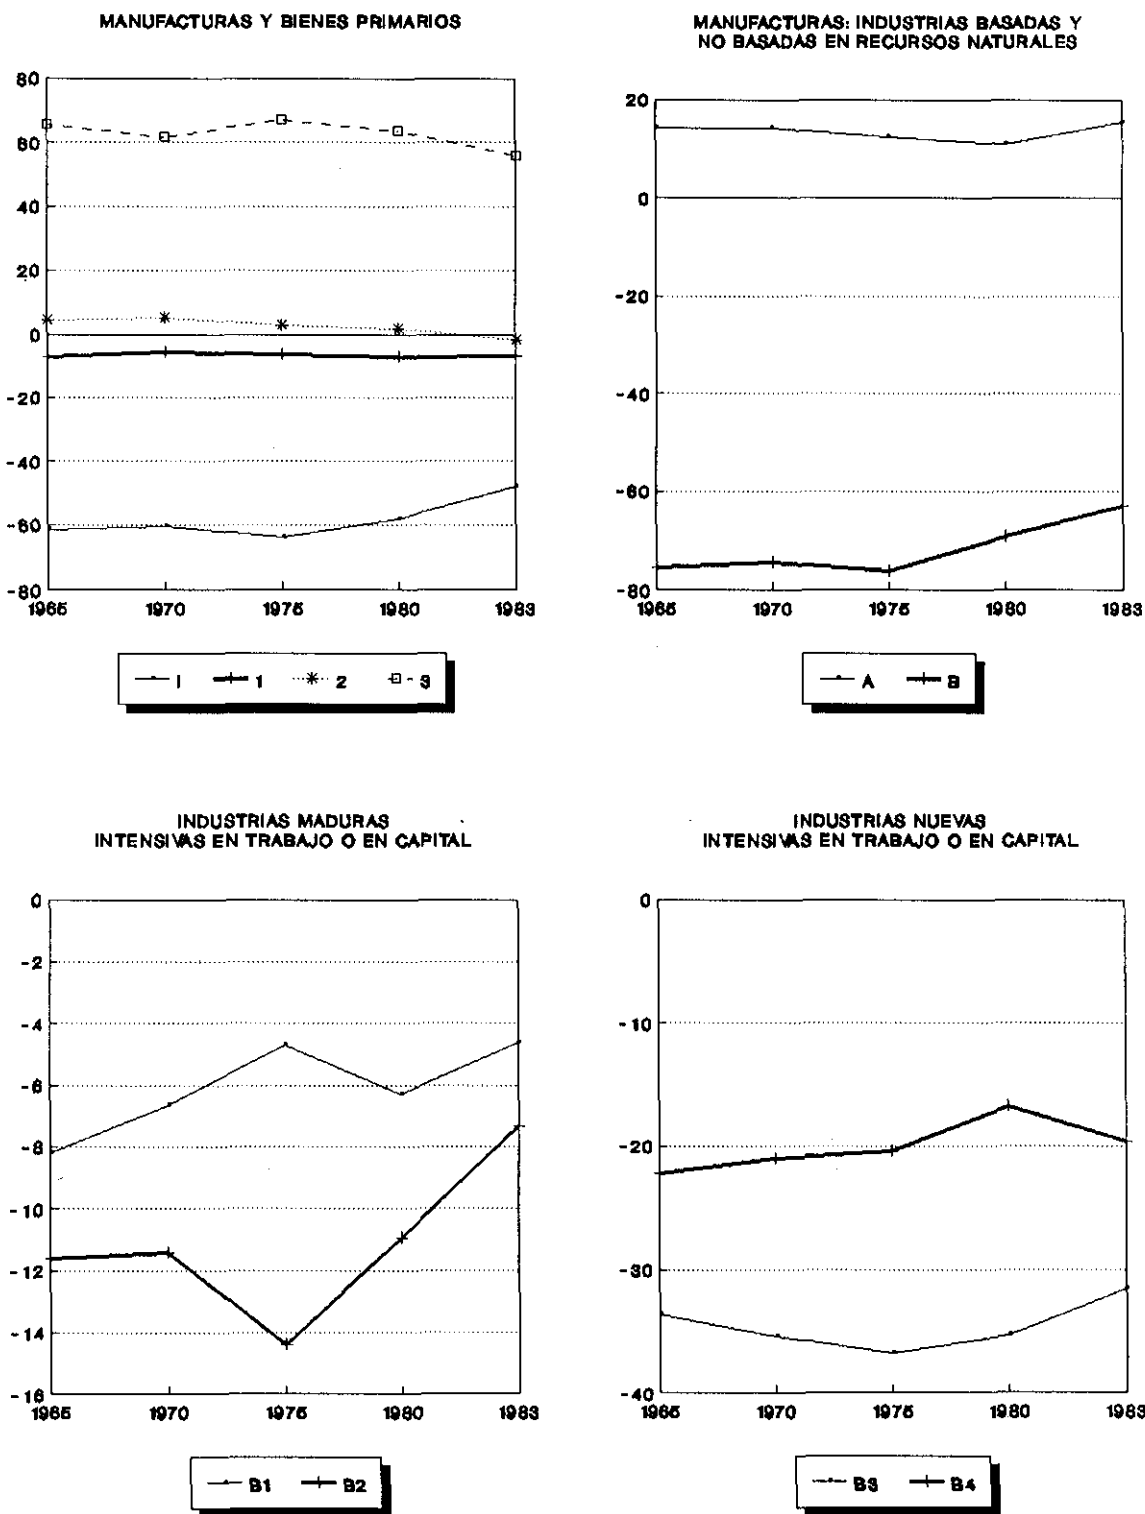 MANUFACTURAS Y BIENES PRIMARIOS
80
60
40
20
0
-20
-40
-60
-80
1965 1970 1975 1980 1983
I 1 2 3
MANUFACTURAS: INDUSTRIAS BASADAS Y
NO BASADAS EN RECURSOS NATURALES
20
0
-20
-40
-60
-80
1965 1970 1975 1980 1983
A B
INDUSTRIAS MADURAS
INTENSIVAS EN TRABAJO O EN CAPITAL
0
-2
-4
-6
-8
-10
-12
-14
-16
1965 1970 1975 1980 1983
B1 B2
INDUSTRIAS NUEVAS
INTENSIVAS EN TRABAJO O EN CAPITAL
0
-10
-20
-30
-40
1965 1970 1975 1980 1983
B3 B4